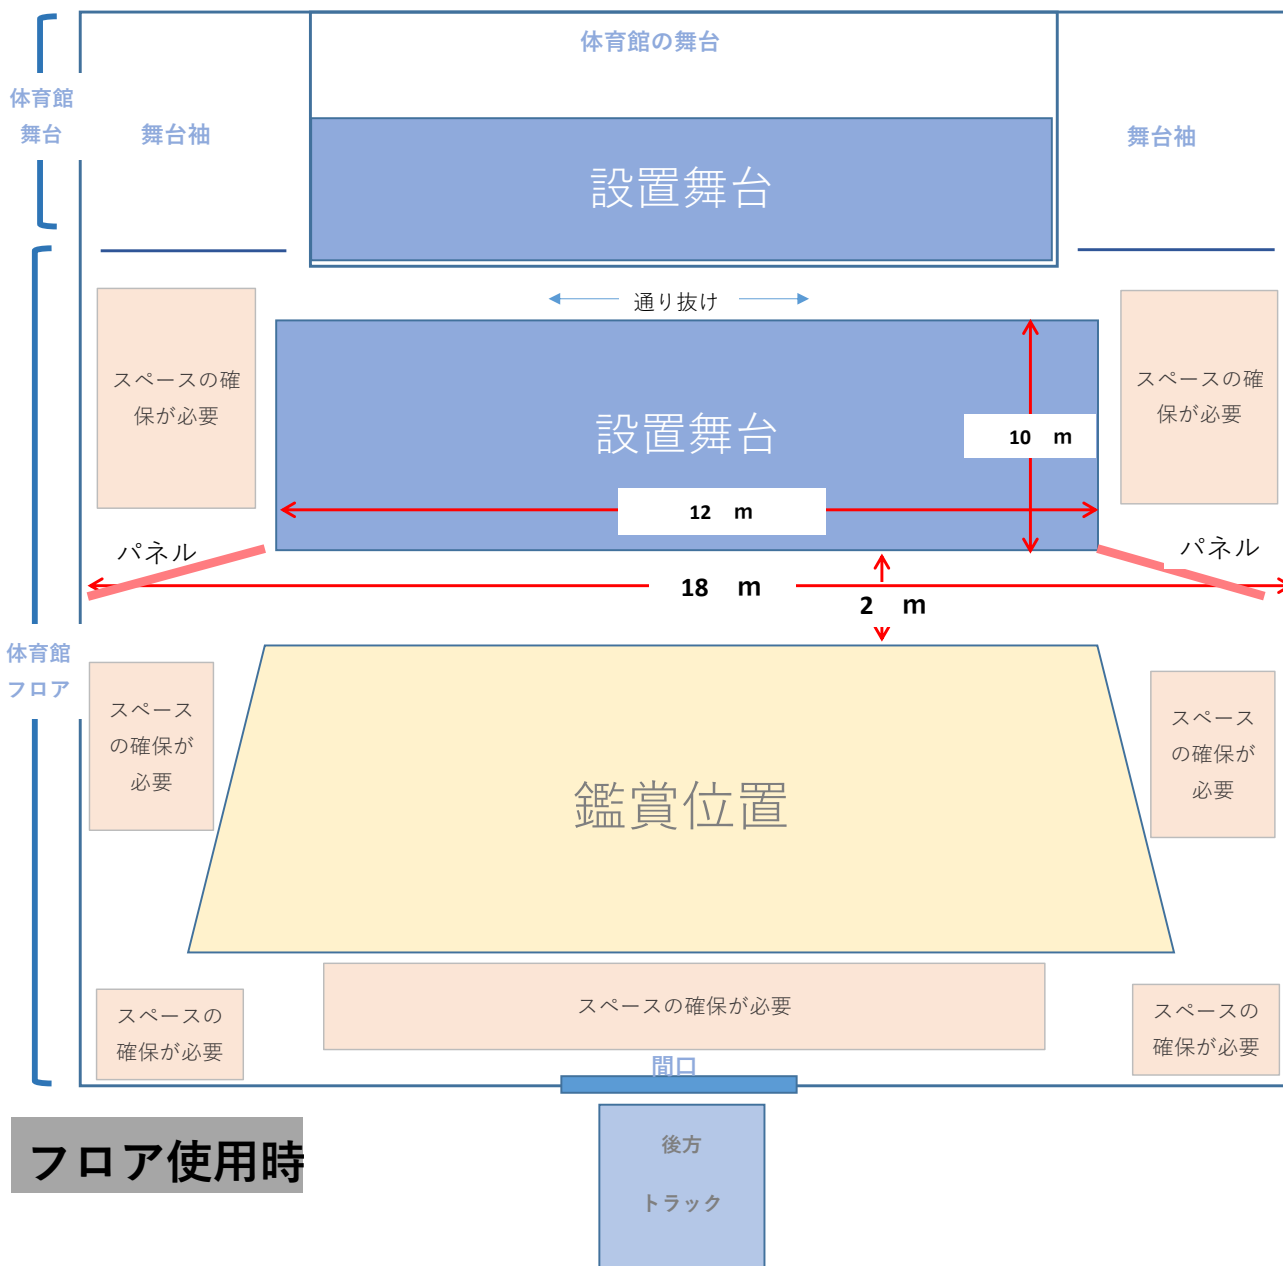 体育館の舞台
体育館
舞台
舞台袖
舞台袖
設置舞台
通り抜け
スペースの確
保が必要
スペースの確
保が必要
設置舞台
10 m
12 m
パネル
パネル
18 m
2 m
体育館
フロア
スペース
の確保が
必要
スペース
の確保が
必要
鑑賞位置
スペースの確保が必要
スペースの
確保が必要
スペースの
確保が必要
間口
後方
トラック
フロア使用時